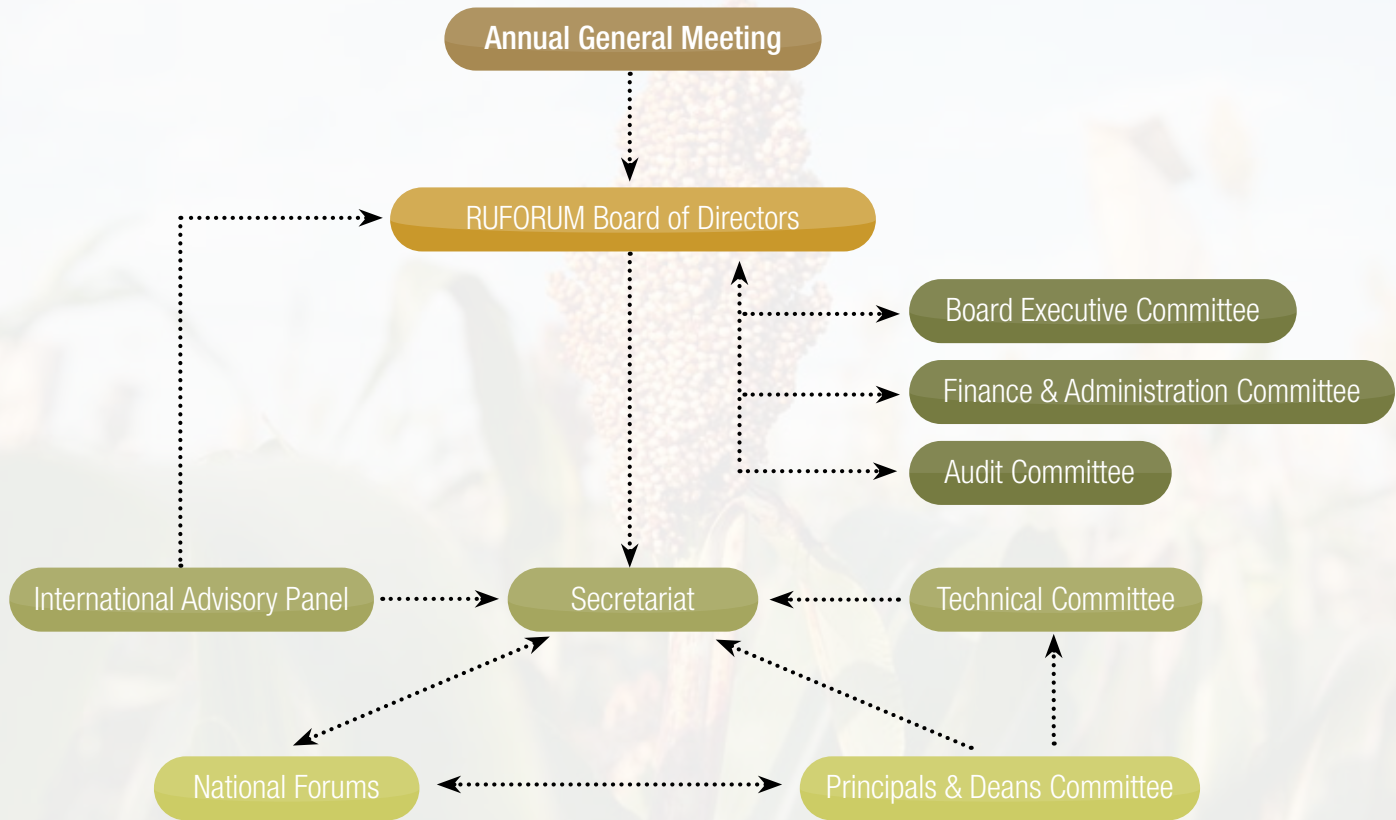 Annual General Meeting
RUFORUM Board of Directors
Board Executive Committee
Finance & Administration Committee
Audit Committee
International Advisory Panel
Secretariat
Technical Committee
National Forums
Principals & Deans Committee